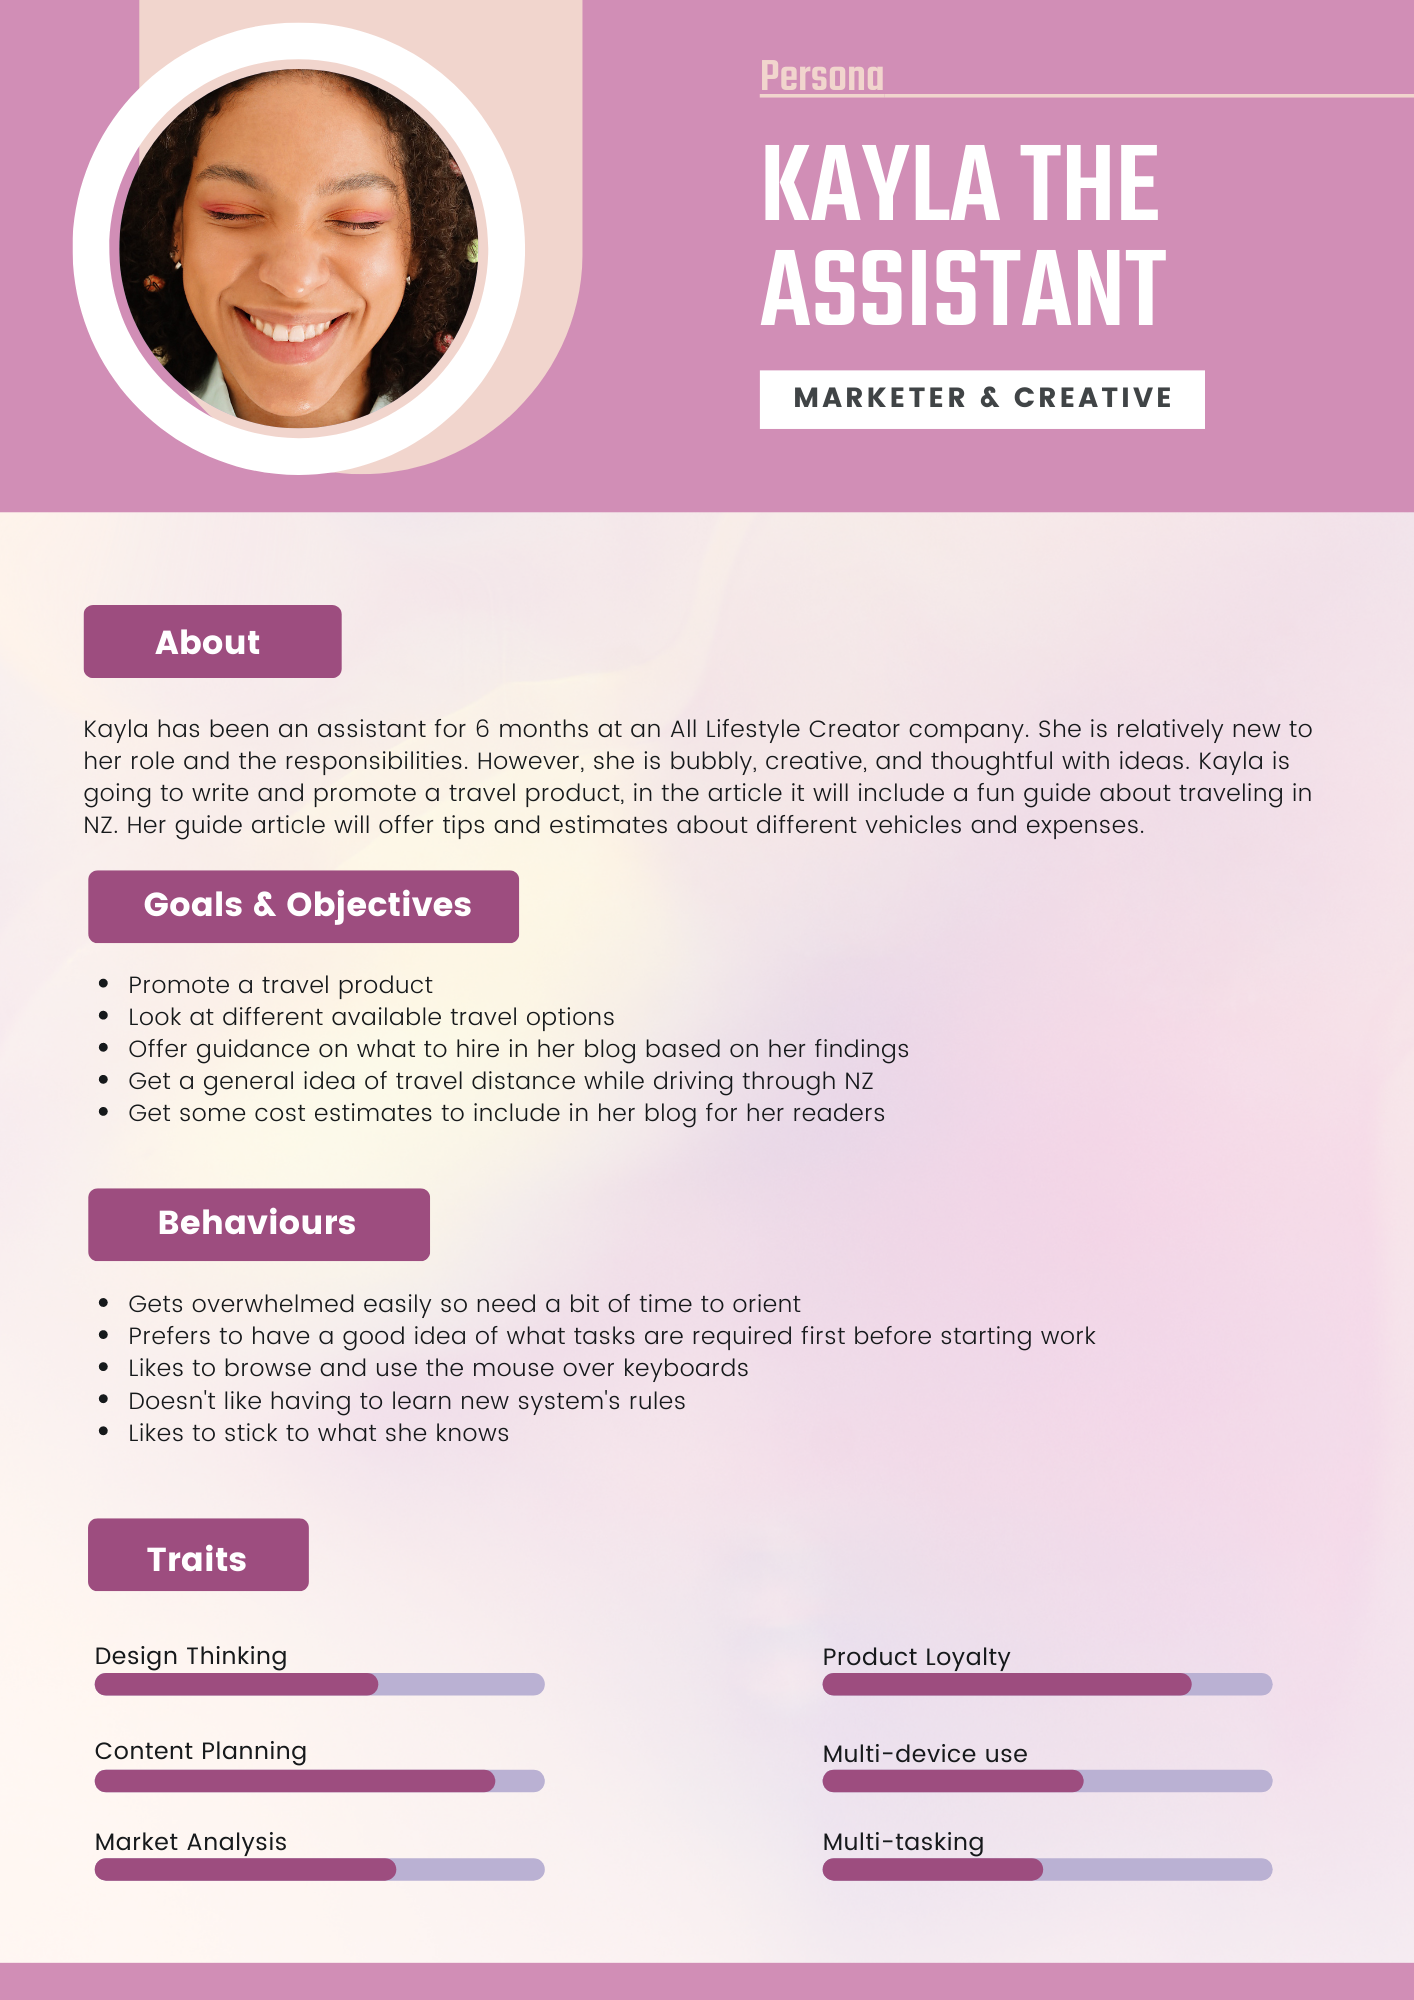 Persona
KAYLA THE
ASSISTANT
MARKETER & CREATIVE
About
Kayla has been an assistant for 6 months at an All Lifestyle Creator company. She is relatively new to
her role and the responsibilities. However, she is bubbly, creative, and thoughtful with ideas. Kayla is
going to write and promote a travel product, in the article it will include a fun guide about traveling in
NZ. Her guide article will offer tips and estimates about different vehicles and expenses.
Goals & Objectives
• Promote a travel product
• Look at different available travel options
• Offer guidance on what to hire in her blog based on her findings
• Get a general idea of travel distance while driving through NZ
• Get some cost estimates to include in her blog for her readers
Behaviours
• Gets overwhelmed easily so need a bit of time to orient
• Prefers to have a good idea of what tasks are required first before starting work
• Likes to browse and use the mouse over keyboards
• Doesn't like having to learn new system's rules
• Likes to stick to what she knows
Traits
Design Thinking
Content Planning
Market Analysis
Product Loyalty
Multi-device use
Multi-tasking